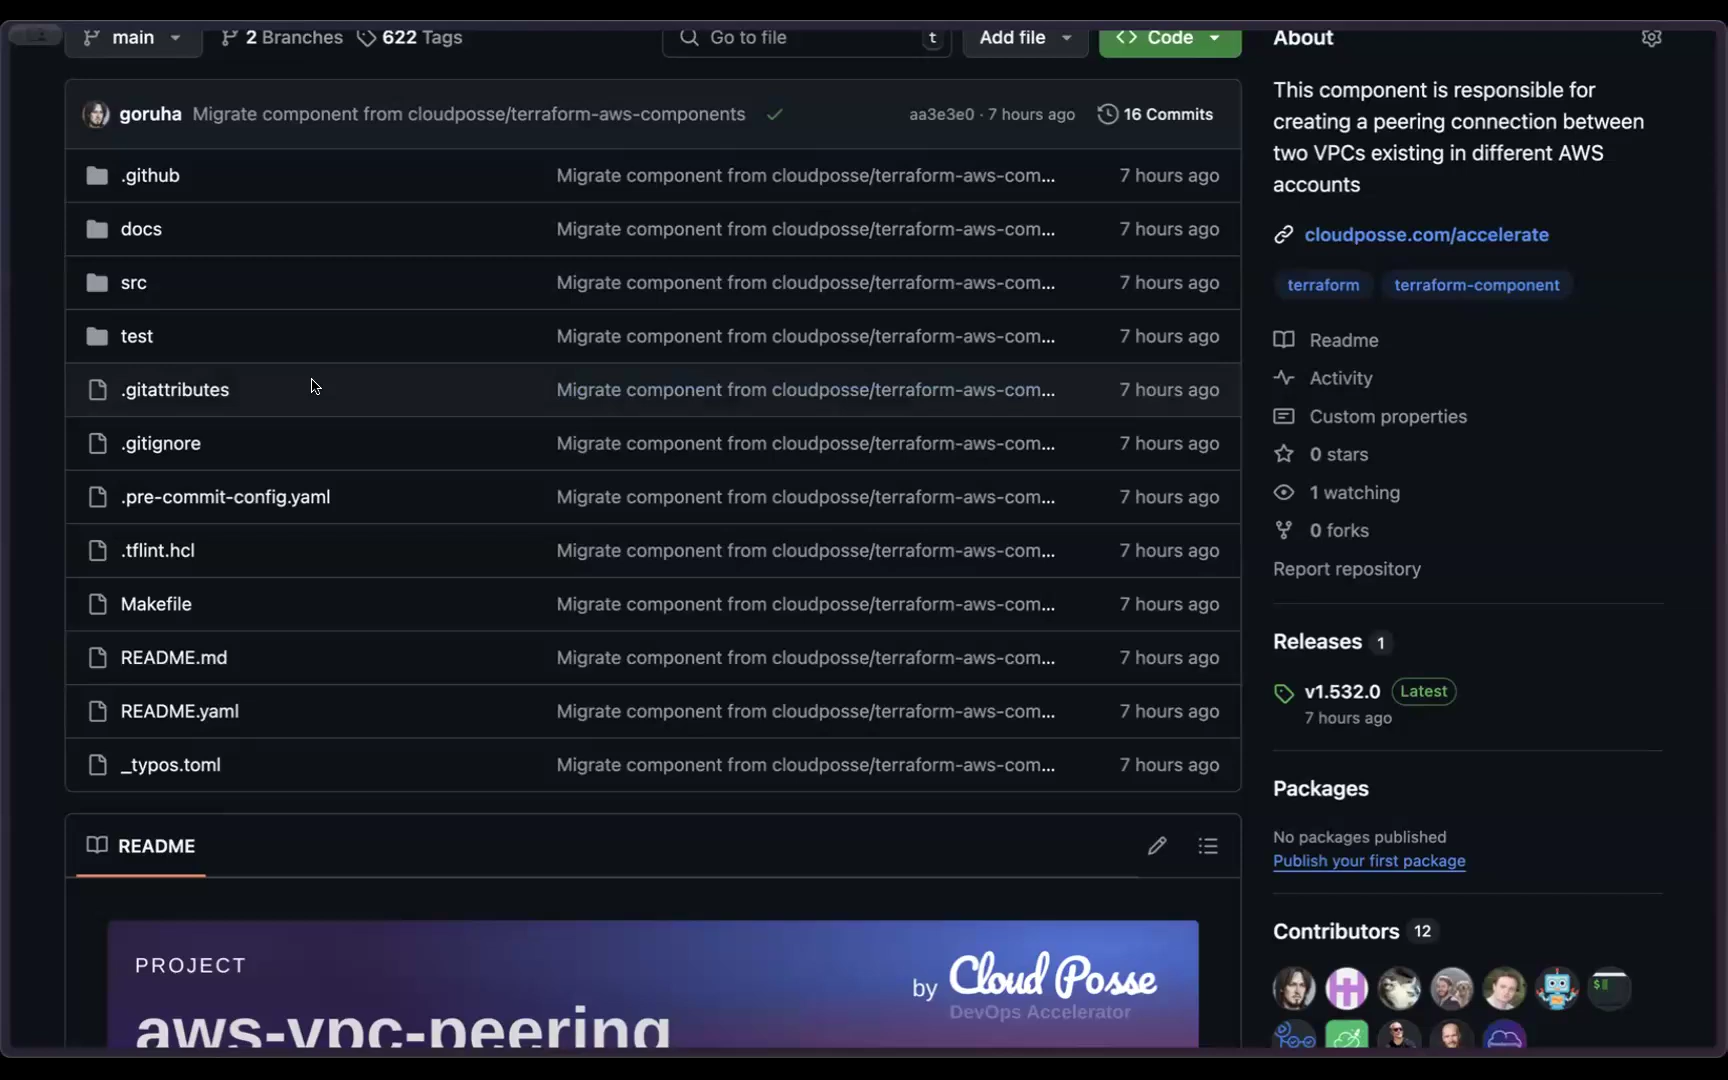 main
2 Branches
622 Tags
Go to file
t
Add file
Code
goruha Migrate component from cloudposse/terraform-aws-components
aa3e3e0 · 7 hours ago
16 Commits
.github Migrate component from cloudposse/terraform-aws-com... 7 hours ago
docs Migrate component from cloudposse/terraform-aws-com... 7 hours ago
src Migrate component from cloudposse/terraform-aws-com... 7 hours ago
test Migrate component from cloudposse/terraform-aws-com... 7 hours ago
.gitattributes Migrate component from cloudposse/terraform-aws-com... 7 hours ago
.gitignore Migrate component from cloudposse/terraform-aws-com... 7 hours ago
.pre-commit-config.yaml Migrate component from cloudposse/terraform-aws-com... 7 hours ago
.tflint.hcl Migrate component from cloudposse/terraform-aws-com... 7 hours ago
Makefile Migrate component from cloudposse/terraform-aws-com... 7 hours ago
README.md Migrate component from cloudposse/terraform-aws-com... 7 hours ago
README.yaml Migrate component from cloudposse/terraform-aws-com... 7 hours ago
_typos.toml Migrate component from cloudposse/terraform-aws-com... 7 hours ago
README
PROJECT
by Cloud Posse
DevOps Accelerator
aws-vpc-peering
About
This component is responsible for
creating a peering connection between
two VPCs existing in different AWS
accounts
cloudposse.com/accelerate
terraform terraform-component
Readme
Activity
Custom properties
0 stars
1 watching
0 forks
Report repository
Releases 1
v1.532.0 Latest
7 hours ago
Packages
No packages published
Publish your first package
Contributors 12
$